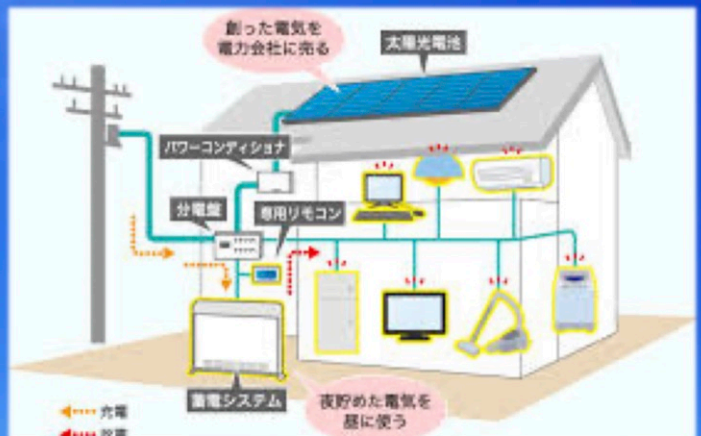 創った電気を
電力会社に売る
太陽光電池
パワーコンディショナ
分電盤
専用リモコン
蓄電システム
夜貯めた電気を
昼に使う
充電
放電